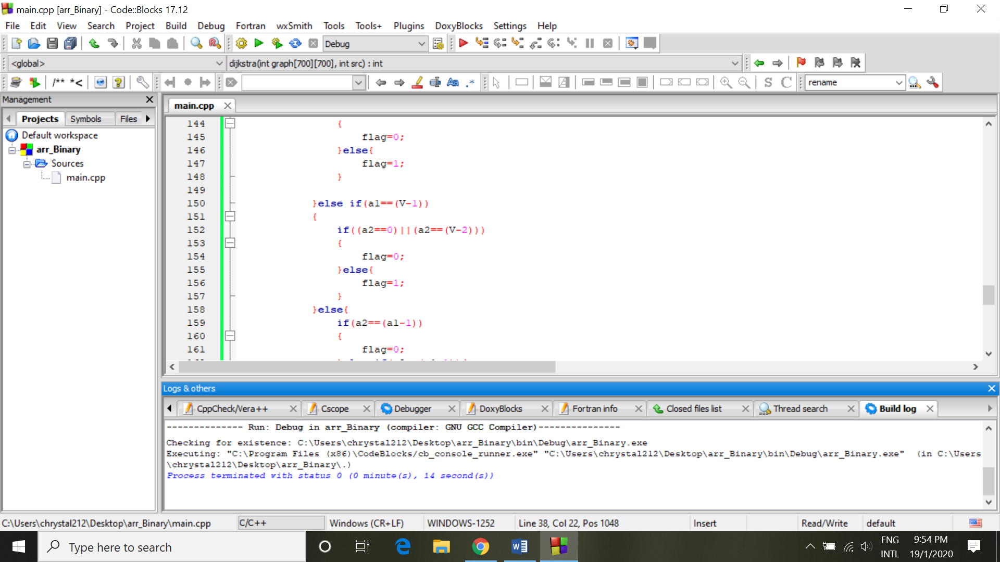 main.cpp [arr_Binary] - Code::Blocks 17.12
File Edit View Search Project Build Debug Fortran wxSmith Tools Tools+ Plugins DoxyBlocks Settings Help
Debug
<global>
dijkstra(int graph[700][700], int src) : int
/** *<
Aa
.*
S C
rename
Management
main.cpp
Projects Symbols Files
Default workspace
arr_Binary
Sources
main.cpp
144 {
145 flag=0;
146 }else{
147 flag=1;
148 }
149
150 }else if(a1==(V-1))
151 {
152 if((a2==0)||(a2==(V-2)))
153 {
154 flag=0;
155 }else{
156 flag=1;
157 }
158 }else{
159 if(a2==(a1-1))
160 {
161 flag=0;
Logs & others
CppCheck/Vera++ Cscope Debugger DoxyBlocks Fortran info Closed files list Thread search Build log
-------------- Run: Debug in arr_Binary (compiler: GNU GCC Compiler)---------------
Checking for existence: C:\Users\chrystal212\Desktop\arr_Binary\bin\Debug\arr_Binary.exe
Executing: "C:\Program Files (x86)\CodeBlocks/cb_console_runner.exe" "C:\Users\chrystal212\Desktop\arr_Binary\bin\Debug\arr_Binary.exe"  (in C:\Users
\chrystal212\Desktop\arr_Binary\.)
Process terminated with status 0 (0 minute(s), 14 second(s))
C:\Users\chrystal212\Desktop\arr_Binary\main.cpp C/C++ Windows (CR+LF) WINDOWS-1252 Line 38, Col 22, Pos 1048 Insert Read/Write default
Type here to search
ENG
INTL
9:54 PM
19/1/2020